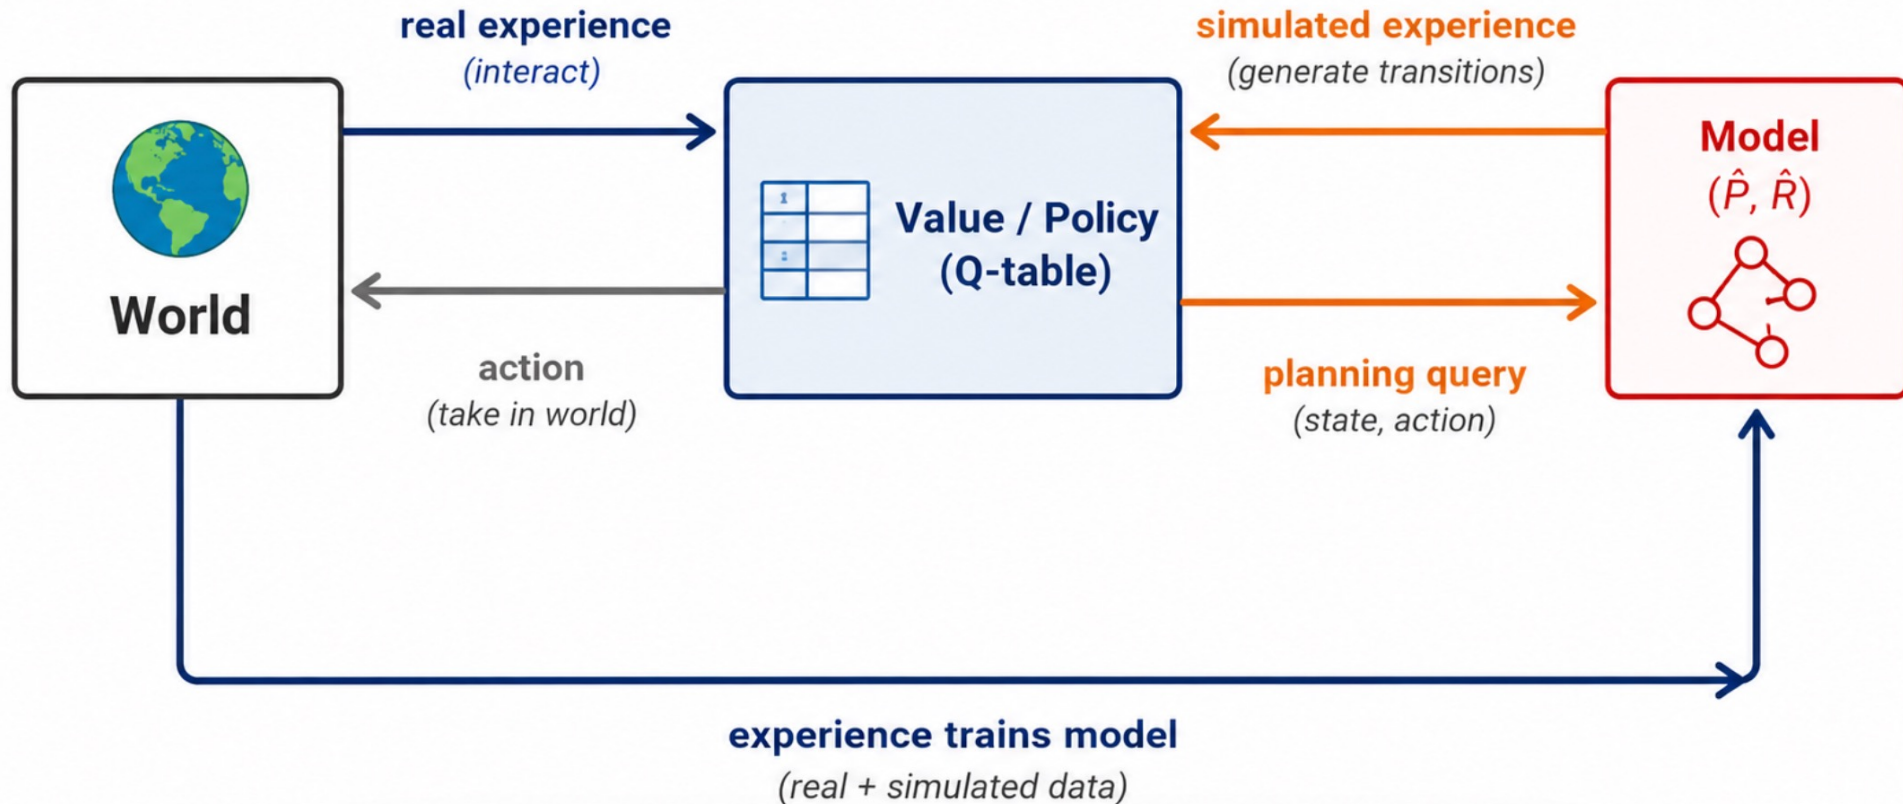 real experience
(interact)
simulated experience
(generate transitions)
World
action
(take in world)
1
Value / Policy
(Q-table)
Model
(P̂, R̂)
planning query
(state, action)
experience trains model
(real + simulated data)